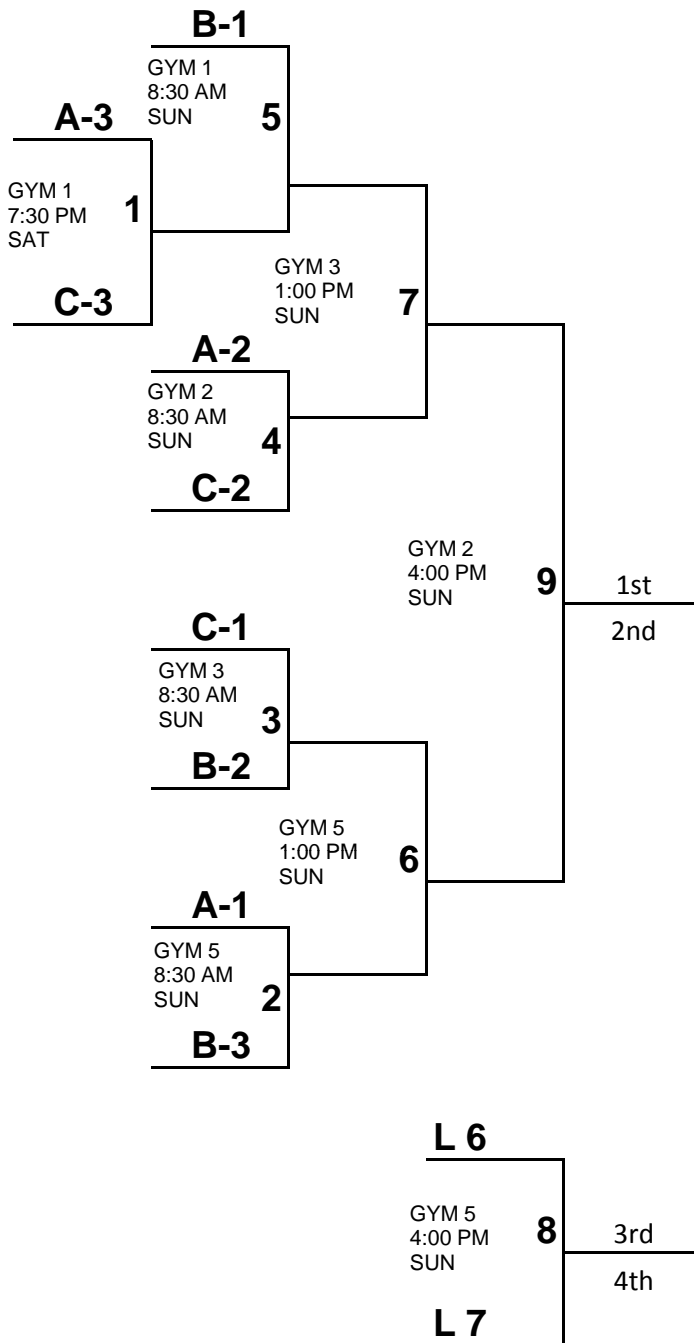 B-1
GYM 1
8:30 AM
SUN
5
A-3
GYM 1
7:30 PM
SAT
1
C-3
GYM 3
1:00 PM
SUN
7
A-2
GYM 2
8:30 AM
SUN
4
C-2
GYM 2
4:00 PM
SUN
9
1st
2nd
C-1
GYM 3
8:30 AM
SUN
3
B-2
GYM 5
1:00 PM
SUN
6
A-1
GYM 5
8:30 AM
SUN
2
B-3
L 6
GYM 5
4:00 PM
SUN
8
3rd
4th
L 7